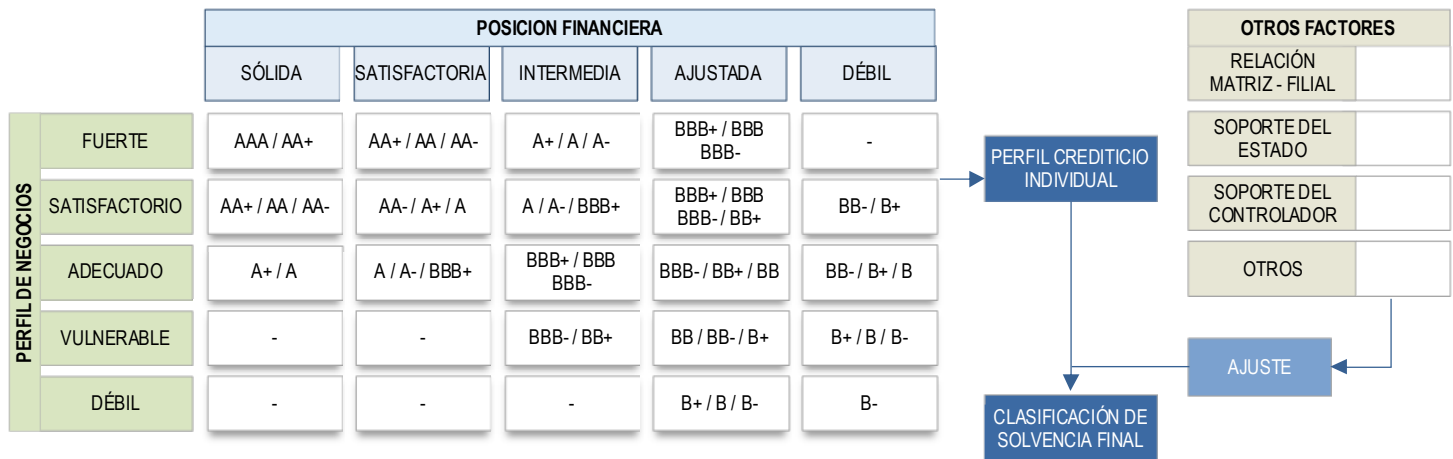 POSICION FINANCIERA
SÓLIDA
SATISFACTORIA
INTERMEDIA
AJUSTADA
DÉBIL
PERFIL DE NEGOCIOS
FUERTE
AAA / AA+
AA+ / AA / AA-
A+ / A / A-
BBB+ / BBB
BBB-
-
SATISFACTORIO
AA+ / AA / AA-
AA- / A+ / A
A / A- / BBB+
BBB+ / BBB
BBB- / BB+
BB- / B+
ADECUADO
A+ / A
A / A- / BBB+
BBB+ / BBB
BBB-
BBB- / BB+ / BB
BB- / B+ / B
VULNERABLE
-
-
BBB- / BB+
BB / BB- / B+
B+ / B / B-
DÉBIL
-
-
-
B+ / B / B-
B-
PERFIL CREDITICIO
INDIVIDUAL
CLASIFICACIÓN DE
SOLVENCIA FINAL
OTROS FACTORES
RELACIÓN
MATRIZ - FILIAL
SOPORTE DEL
ESTADO
SOPORTE DEL
CONTROLADOR
OTROS
AJUSTE